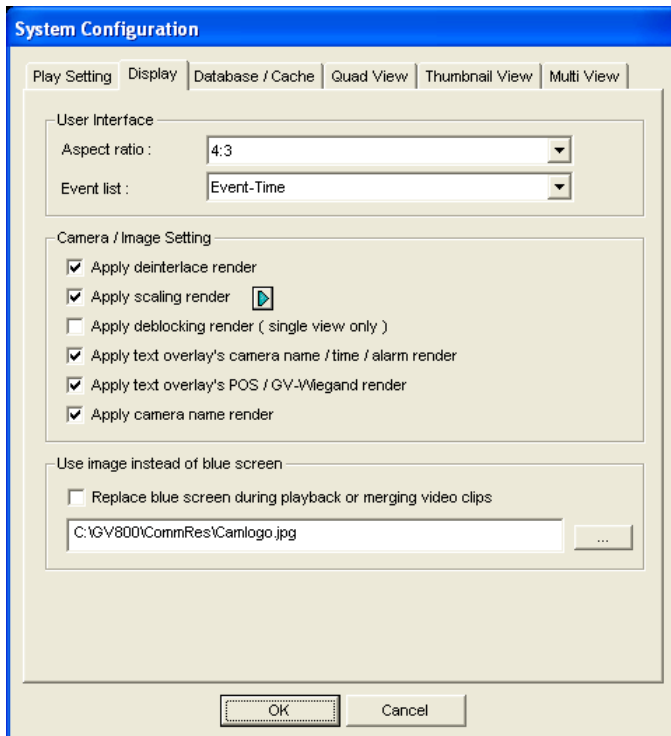 System Configuration
Play Setting Display Database / Cache Quad View Thumbnail View Multi View
User Interface
Aspect ratio : 4:3
Event list : Event-Time
Camera / Image Setting
Apply deinterlace render
Apply scaling render
Apply deblocking render ( single view only )
Apply text overlay's camera name / time / alarm render
Apply text overlay's POS / GV-Wiegand render
Apply camera name render
Use image instead of blue screen
Replace blue screen during playback or merging video clips
C:\GV800\CommRes\Camlogo.jpg ...
OK Cancel